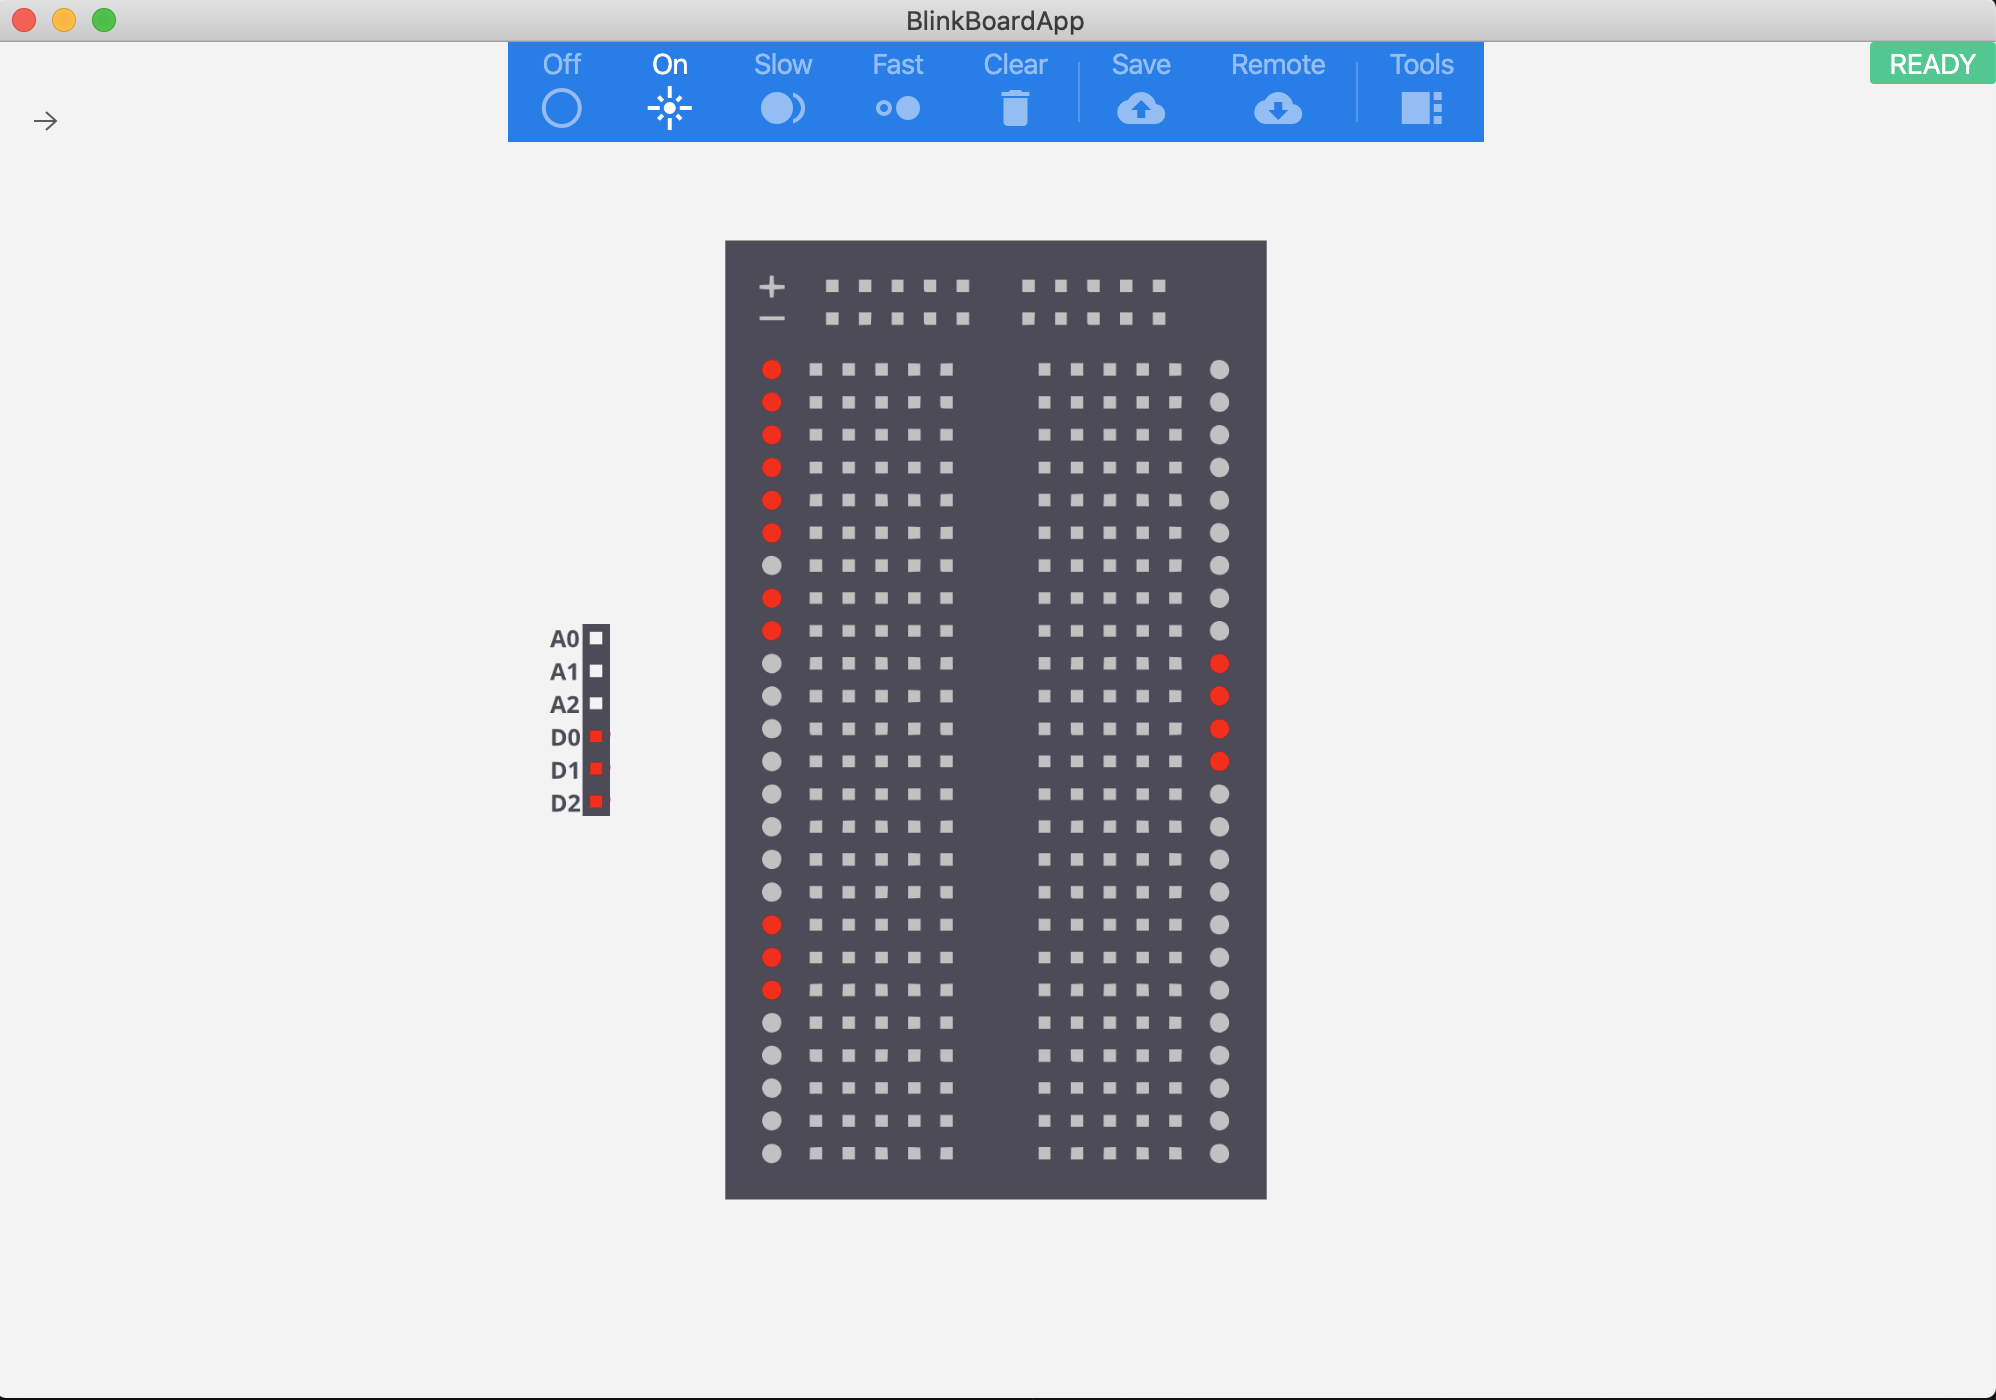 BlinkBoardApp
Off On Slow Fast Clear Save Remote Tools READY
+
−
A0
A1
A2
D0
D1
D2